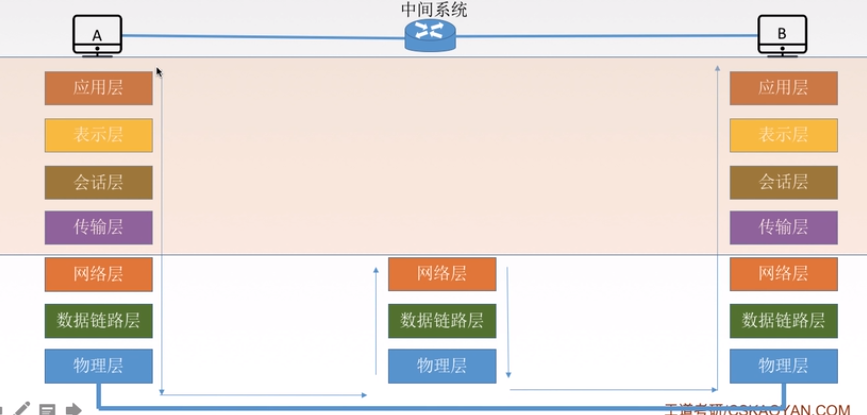 中间系统
A
B
应用层
应用层
表示层
表示层
会话层
会话层
传输层
传输层
网络层
网络层
网络层
数据链路层
数据链路层
数据链路层
物理层
物理层
物理层
王道考研/CSKAOYAN.COM